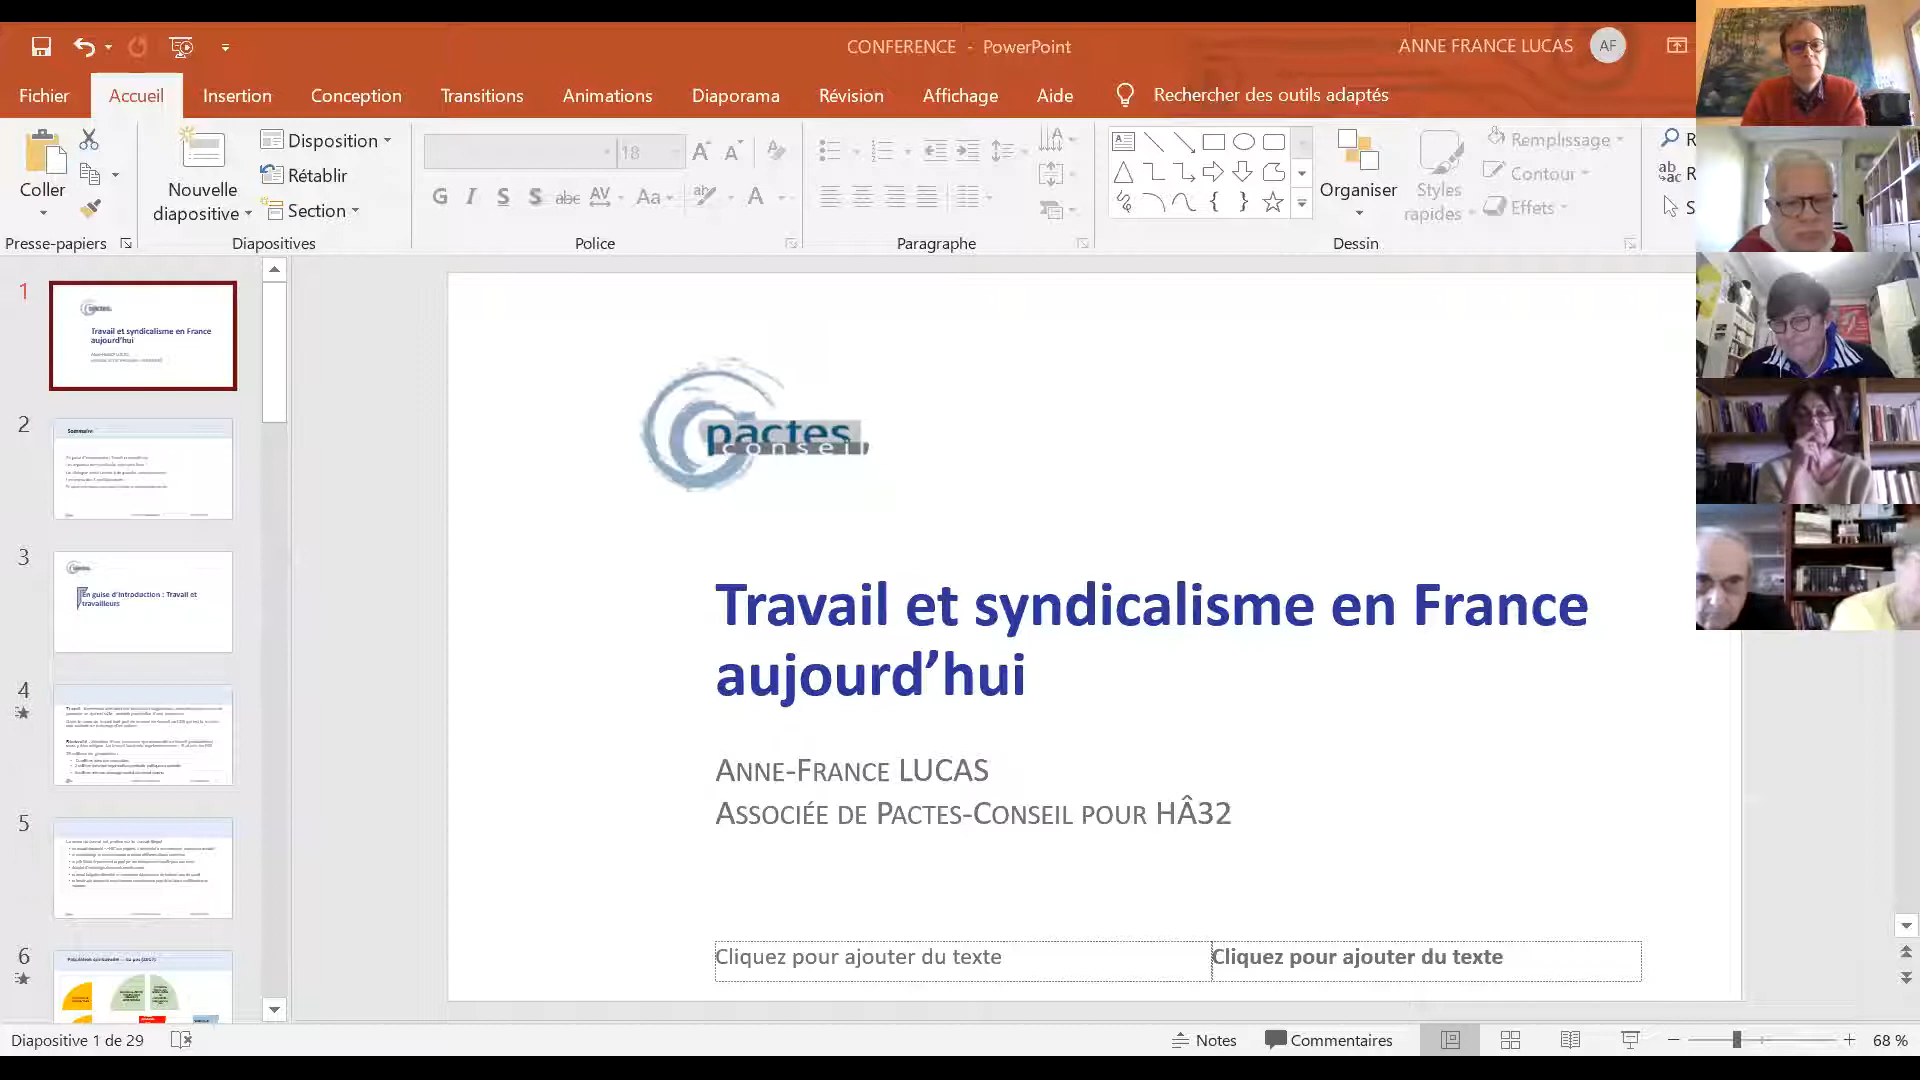 CONFERENCE - PowerPoint
ANNE FRANCE LUCAS
AF
Fichier
Accueil
Insertion
Conception
Transitions
Animations
Diaporama
Révision
Affichage
Aide
Rechercher des outils adaptés
Coller
Presse-papiers
Nouvelle
diapositive
Disposition
Rétablir
Section
Diapositives
18
G I S S abc AV Aa A
Police
Paragraphe
Organiser
Styles
rapides
Remplissage
Contour
Effets
Dessin
R
R
S
1
Travail et syndicalisme en France
aujourd'hui
2
Sommaire
3
En guise d'introduction : Travail et
travailleurs
4
5
6
pactes
conseil
Travail et syndicalisme en France
aujourd'hui
Anne-France LUCAS
Associée de Pactes-Conseil pour HÂ32
Cliquez pour ajouter du texte
Cliquez pour ajouter du texte
Diapositive 1 de 29
Notes
Commentaires
68 %